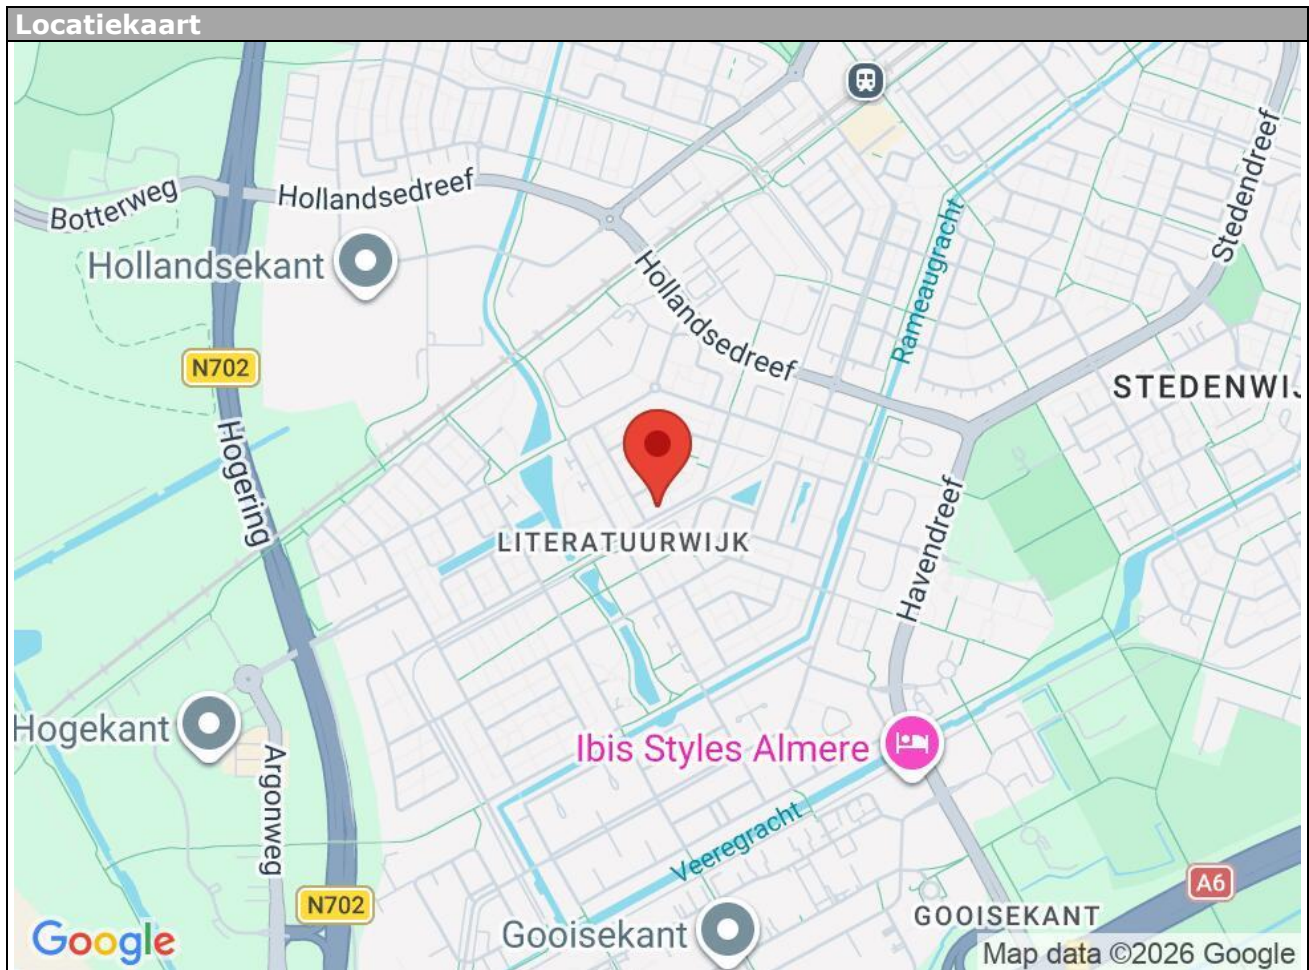 Locatiekaart
Botterweg
Hollandsedreef
Stedendreef
Hollandsekant
Rameaugracht
Hollandsedreef
N702
STEDENWIJ
Hogering
Havendreef
LITERATUURWIJK
Hogekant
Ibis Styles Almere
Argonweg
Veeregracht
A6
N702
GOOISEKANT
Gooisekant
Google
Map data ©2026 Google